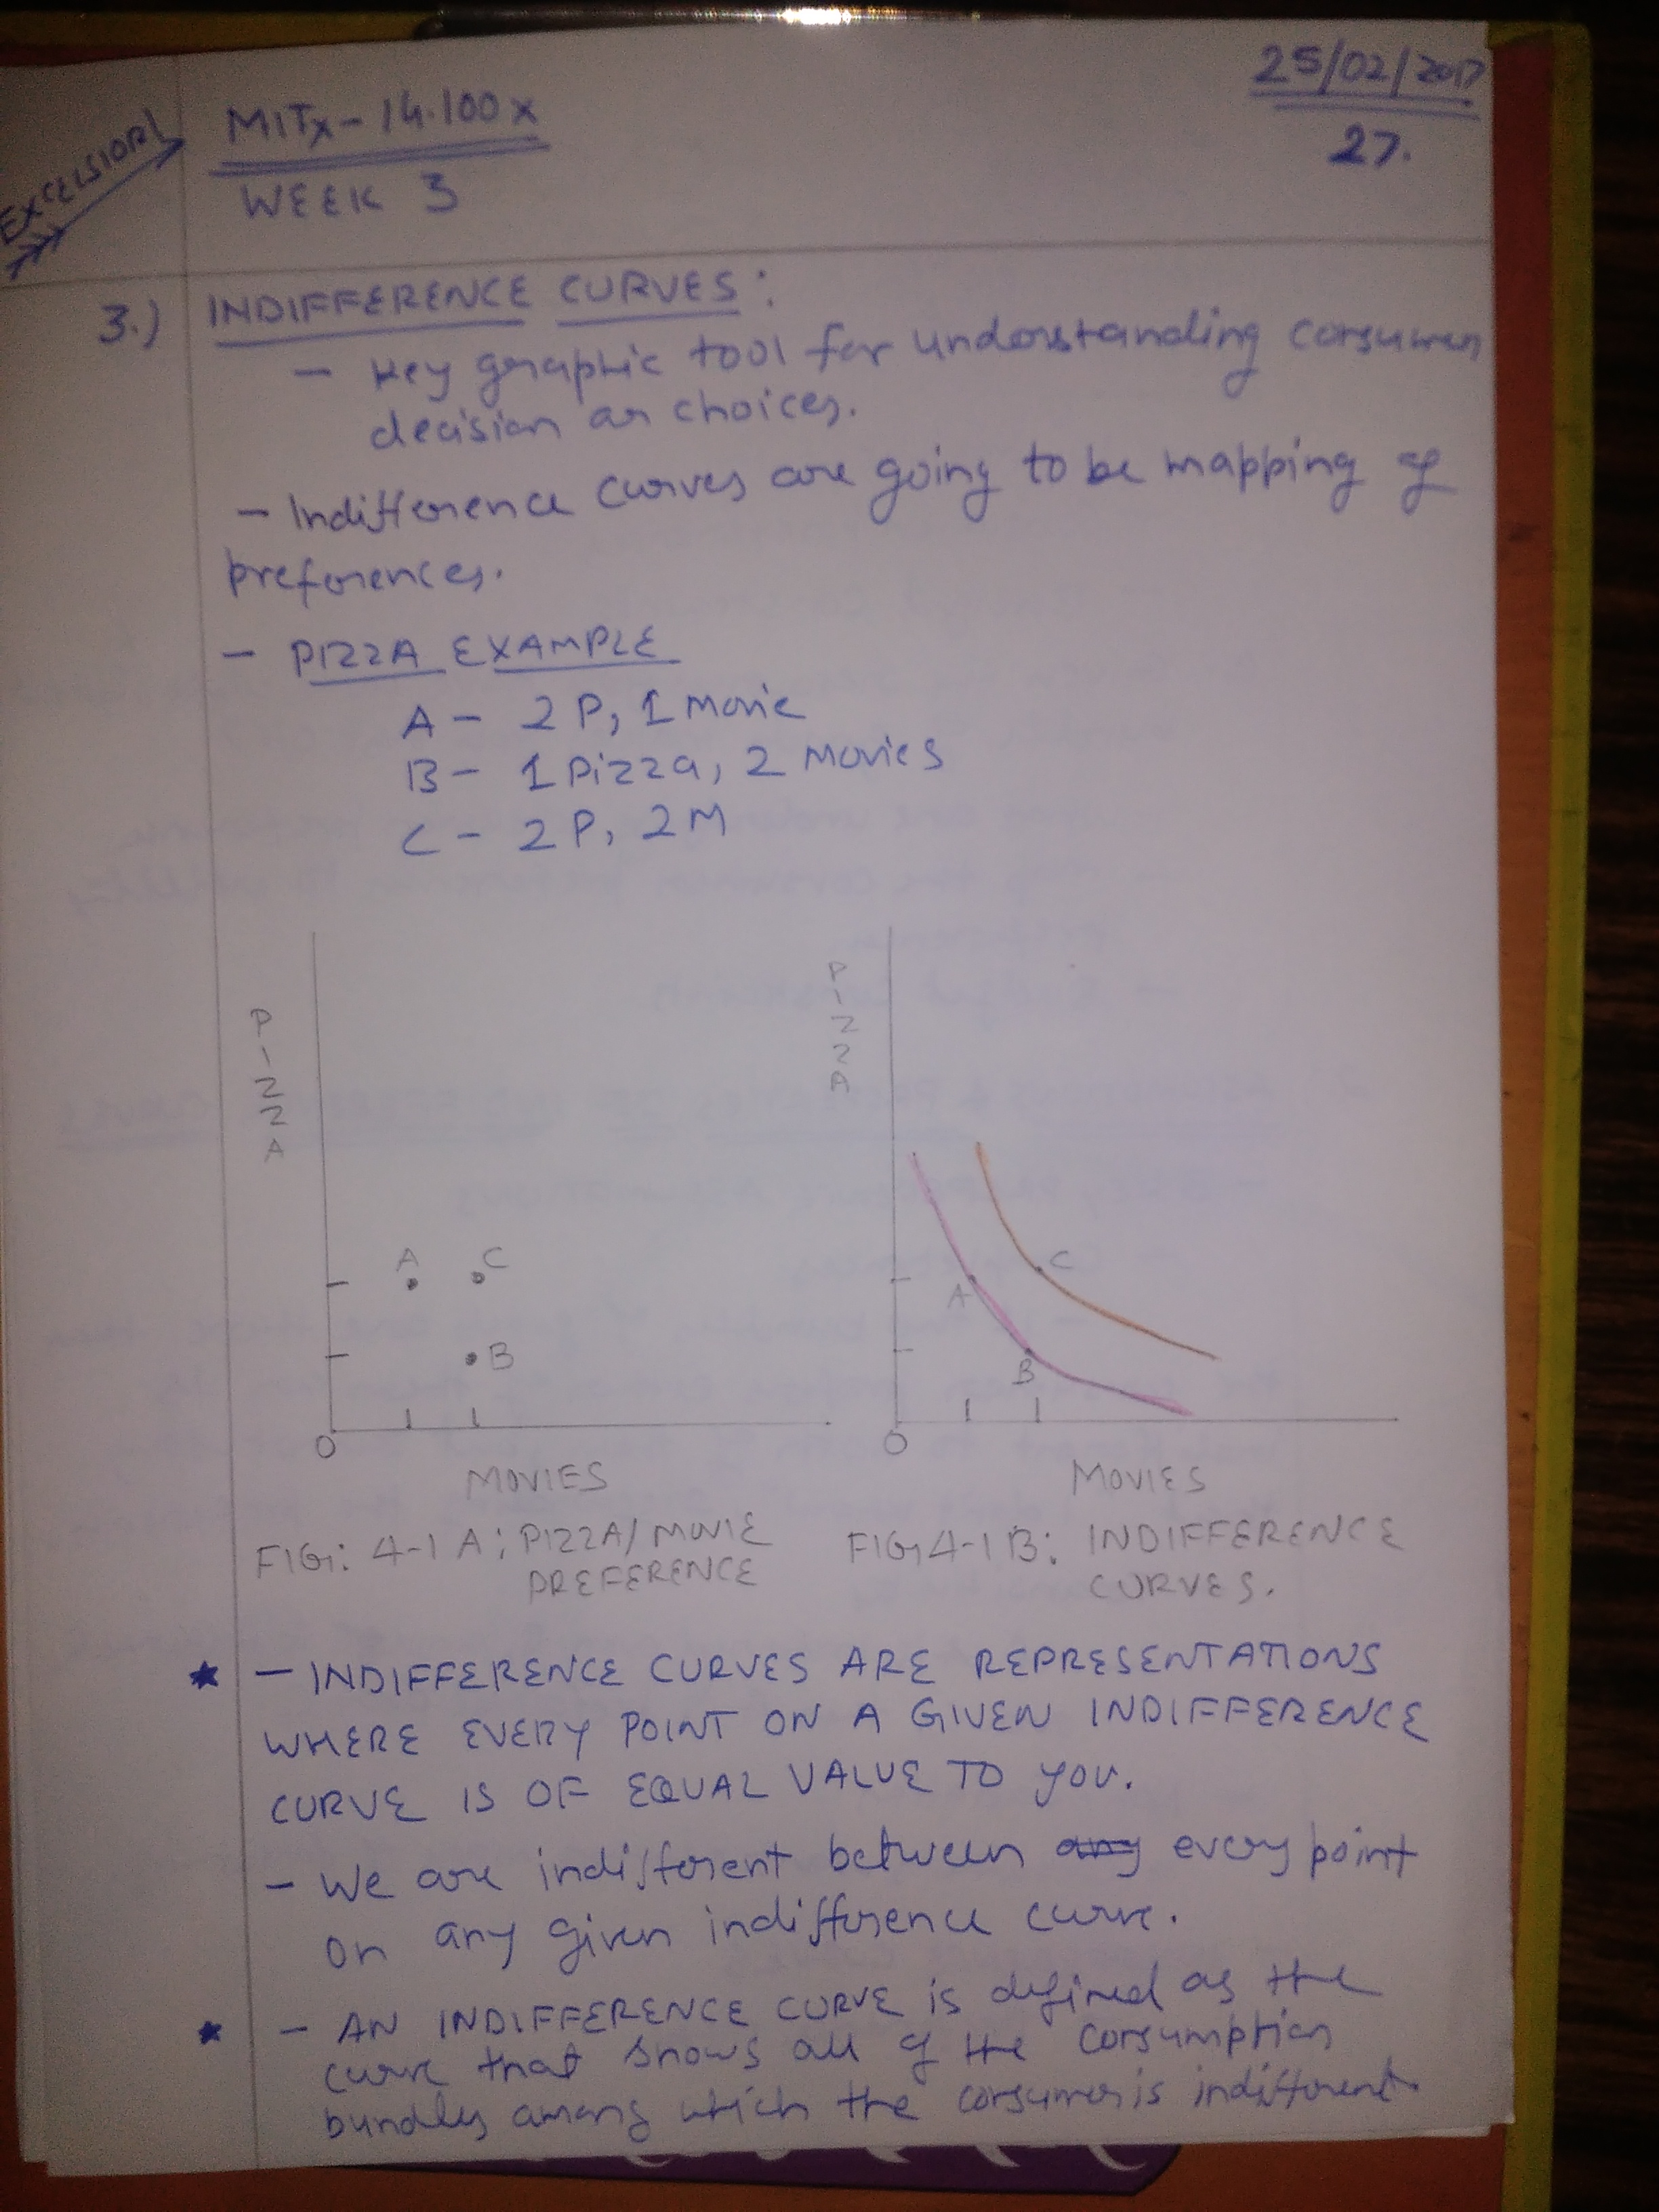 25/02/2017
27.
EXCELSIOR!
MITx - 14.100x
WEEK 3
3.) INDIFFERENCE CURVES:
- Key graphic tool for understanding consumer
decision or choices.
- Indifference curves are going to be mapping of
preferences.
- PIZZA EXAMPLE
A - 2 P, 1 Movie
B - 1 Pizza, 2 Movies
C - 2 P, 2 M
PIZZA
A
C
B
O
MOVIES
FIG: 4-1 A: PIZZA/MOVIE
PREFERENCE
PIZZA
C
A
B
O
MOVIES
FIG 4-1 B: INDIFFERENCE
CURVES.
★ - INDIFFERENCE CURVES ARE REPRESENTATIONS
WHERE EVERY POINT ON A GIVEN INDIFFERENCE
CURVE IS OF EQUAL VALUE TO YOU.
- We are indifferent between any every point
on any given indifference curve.
★ - AN INDIFFERENCE CURVE is defined as the
curve that shows all of the consumption
bundles among which the consumer is indifferent.